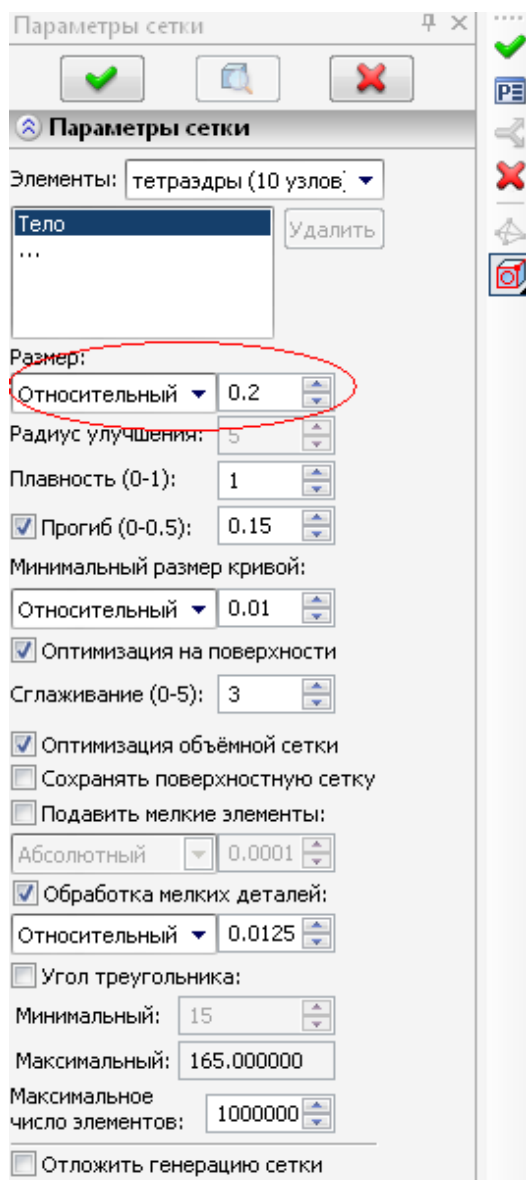 Параметры сетки
Параметры сетки
Элементы: тетраэдры (10 узлов)
Тело
...
Удалить
Размер:
Относительный 0.2
Радиус улучшения: 5
Плавность (0-1): 1
Прогиб (0-0.5): 0.15
Минимальный размер кривой:
Относительный 0.01
Оптимизация на поверхности
Сглаживание (0-5): 3
Оптимизация объёмной сетки
Сохранять поверхностную сетку
Подавить мелкие элементы:
Абсолютный 0.0001
Обработка мелких деталей:
Относительный 0.0125
Угол треугольника:
Минимальный: 15
Максимальный: 165.000000
Максимальное
число элементов: 1000000
Отложить генерацию сетки